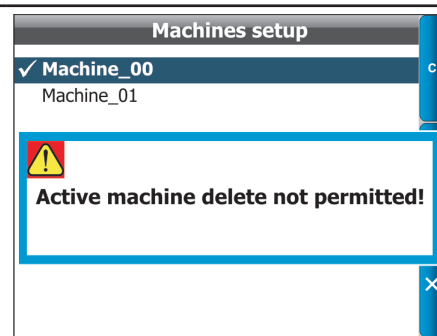 Machines setup
✓ Machine_00
Machine_01
Active machine delete not permitted!